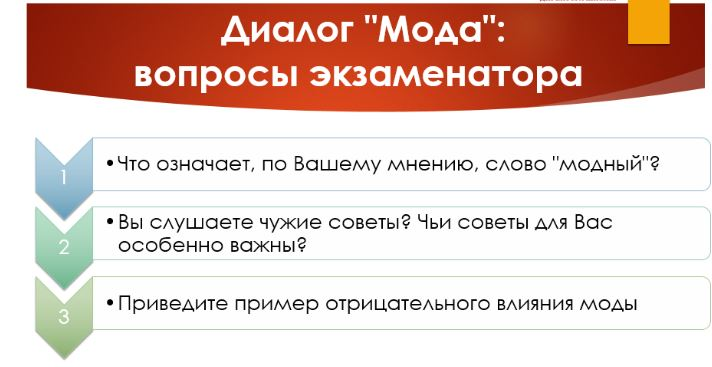 Диалог "Мода":
вопросы экзаменатора
1
•Что означает, по Вашему мнению, слово "модный"?
2
•Вы слушаете чужие советы? Чьи советы для Вас
особенно важны?
3
•Приведите пример отрицательного влияния моды